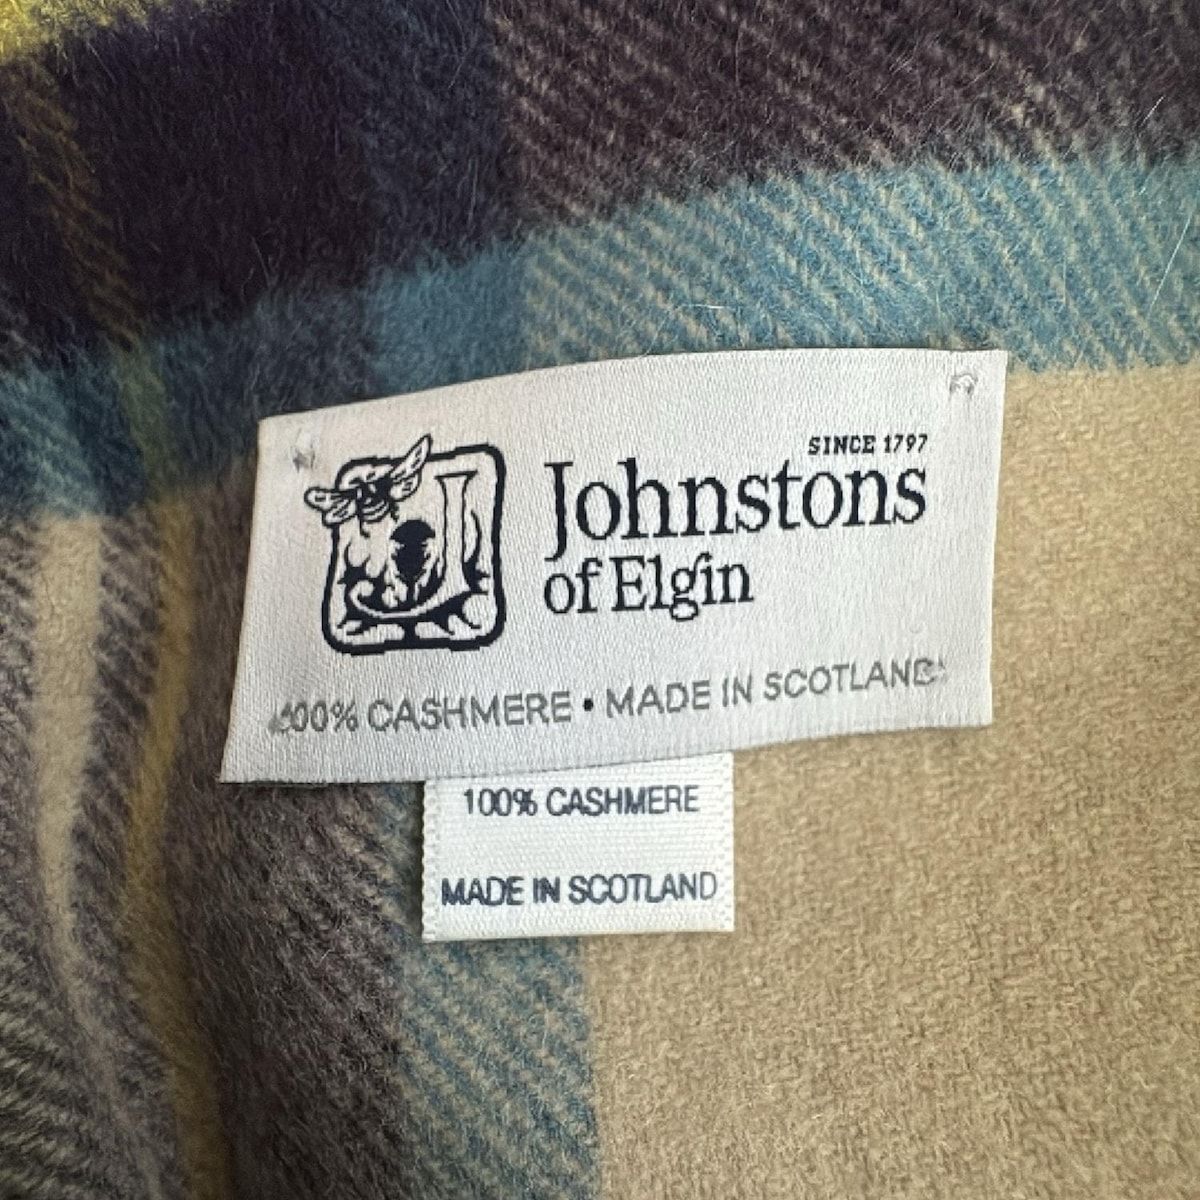 SINCE 1797
Johnstons
of Elgin
100% CASHMERE • MADE IN SCOTLAND
100% CASHMERE
MADE IN SCOTLAND